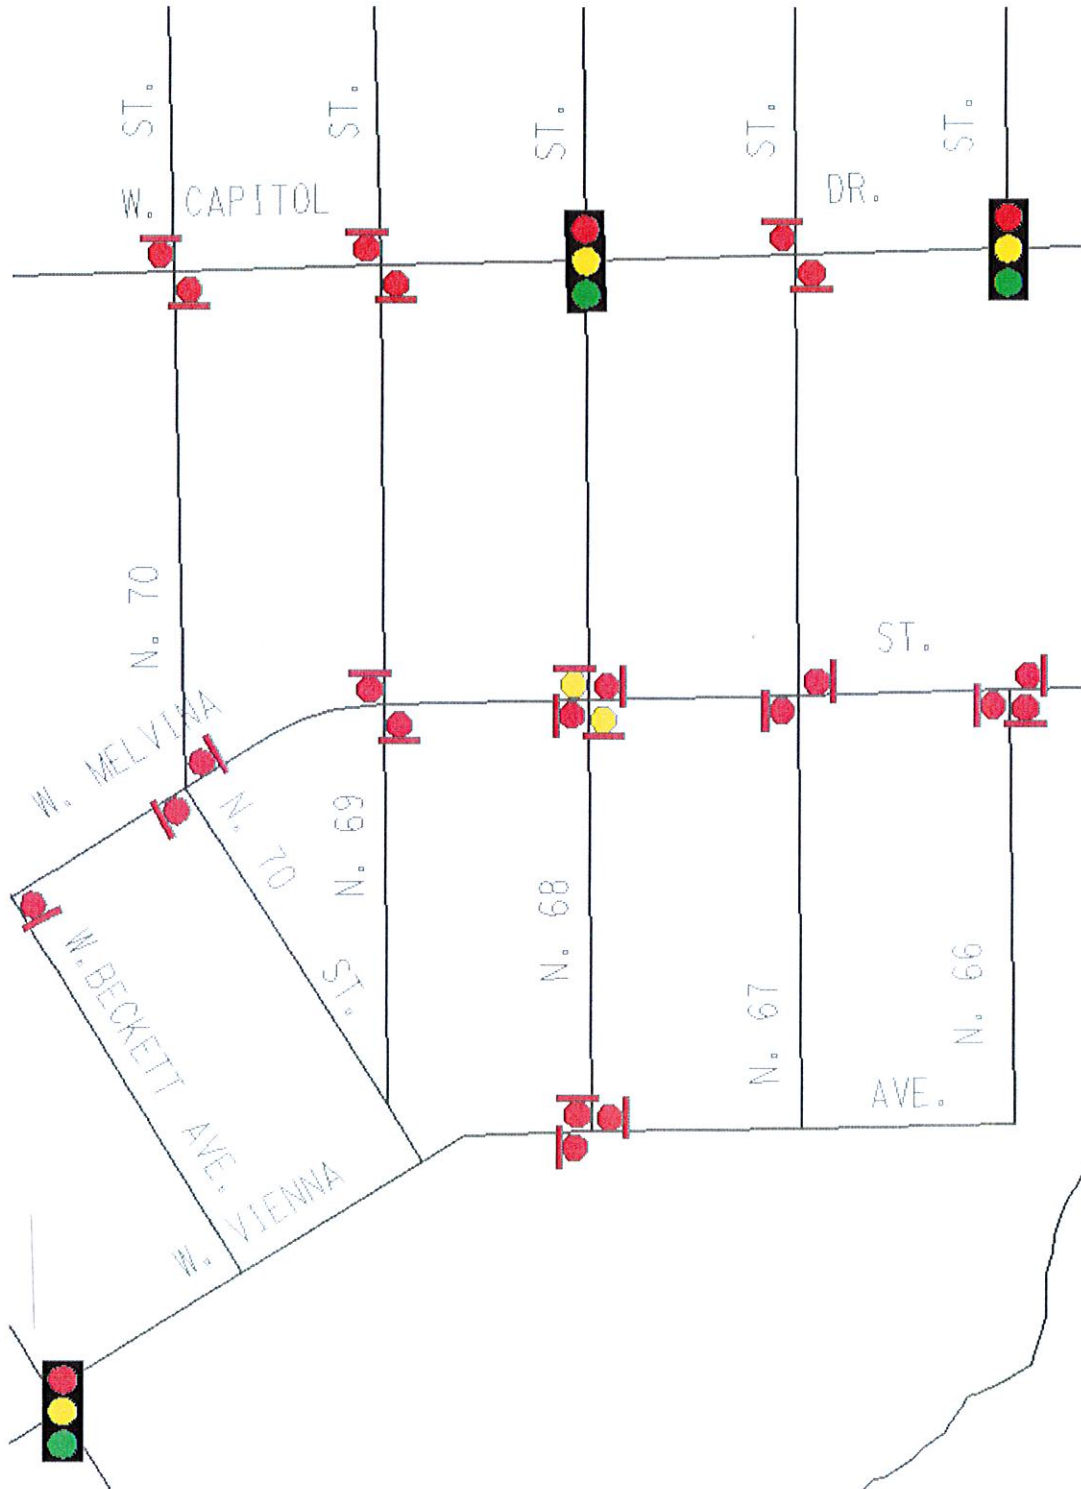 ST.
ST.
ST.
ST.
ST.
W. CAPITOL DR.
N. 70
ST.
W. MELVINA
N. 70 ST.
N. 69
N. 68
N. 67
N. 66
W. BECKETT AVE.
AVE.
W. VIENNA